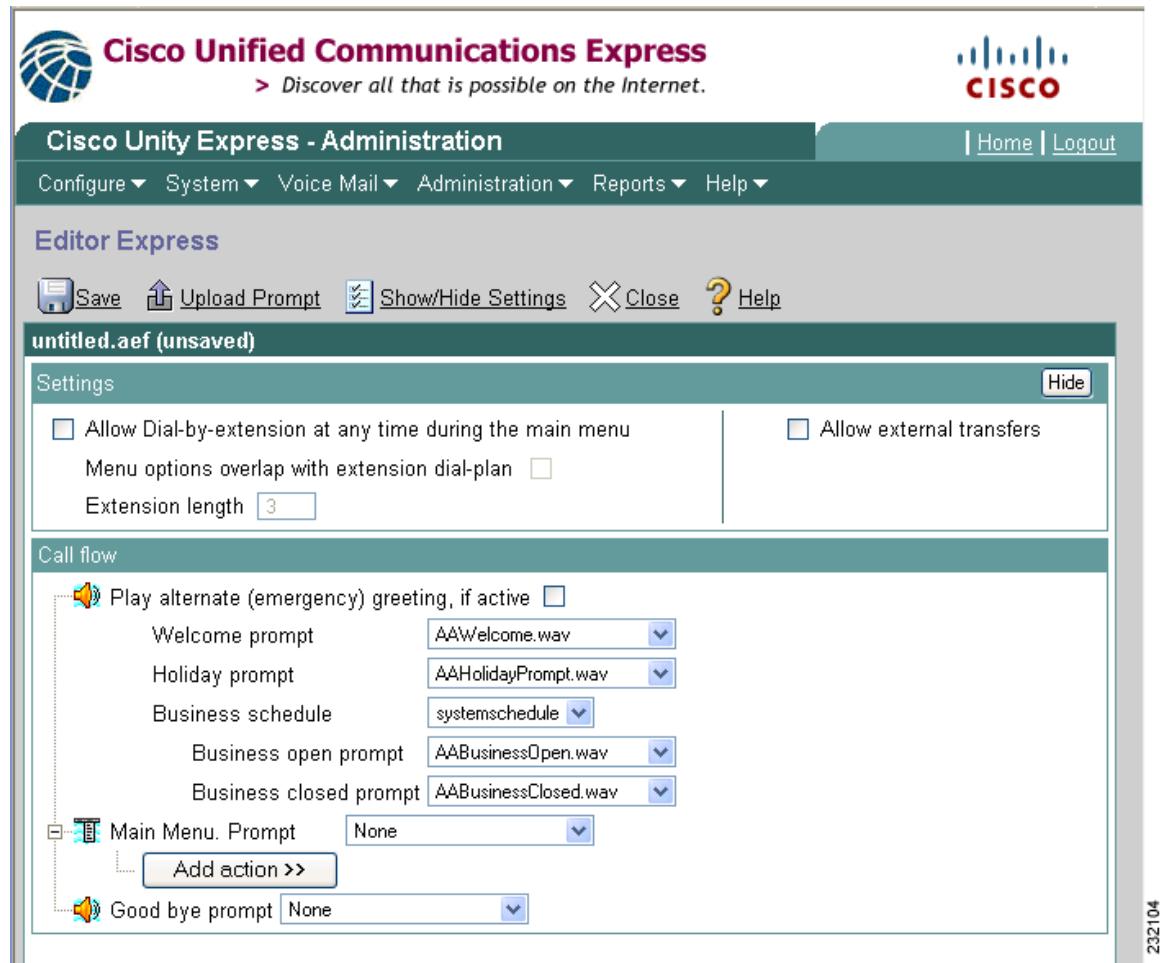 Cisco Unified Communications Express
> Discover all that is possible on the Internet.
CISCO
Cisco Unity Express - Administration
| Home | Logout
Configure System Voice Mail Administration Reports Help
Editor Express
Save Upload Prompt Show/Hide Settings Close ? Help
untitled.aef (unsaved)
Settings Hide
Allow Dial-by-extension at any time during the main menu
Allow external transfers
Menu options overlap with extension dial-plan
Extension length 3
Call flow
Play alternate (emergency) greeting, if active
Welcome prompt AAWelcome.wav
Holiday prompt AAHolidayPrompt.wav
Business schedule systemschedule
Business open prompt AABusinessOpen.wav
Business closed prompt AABusinessClosed.wav
Main Menu. Prompt None
Add action >>
Good bye prompt None
232104